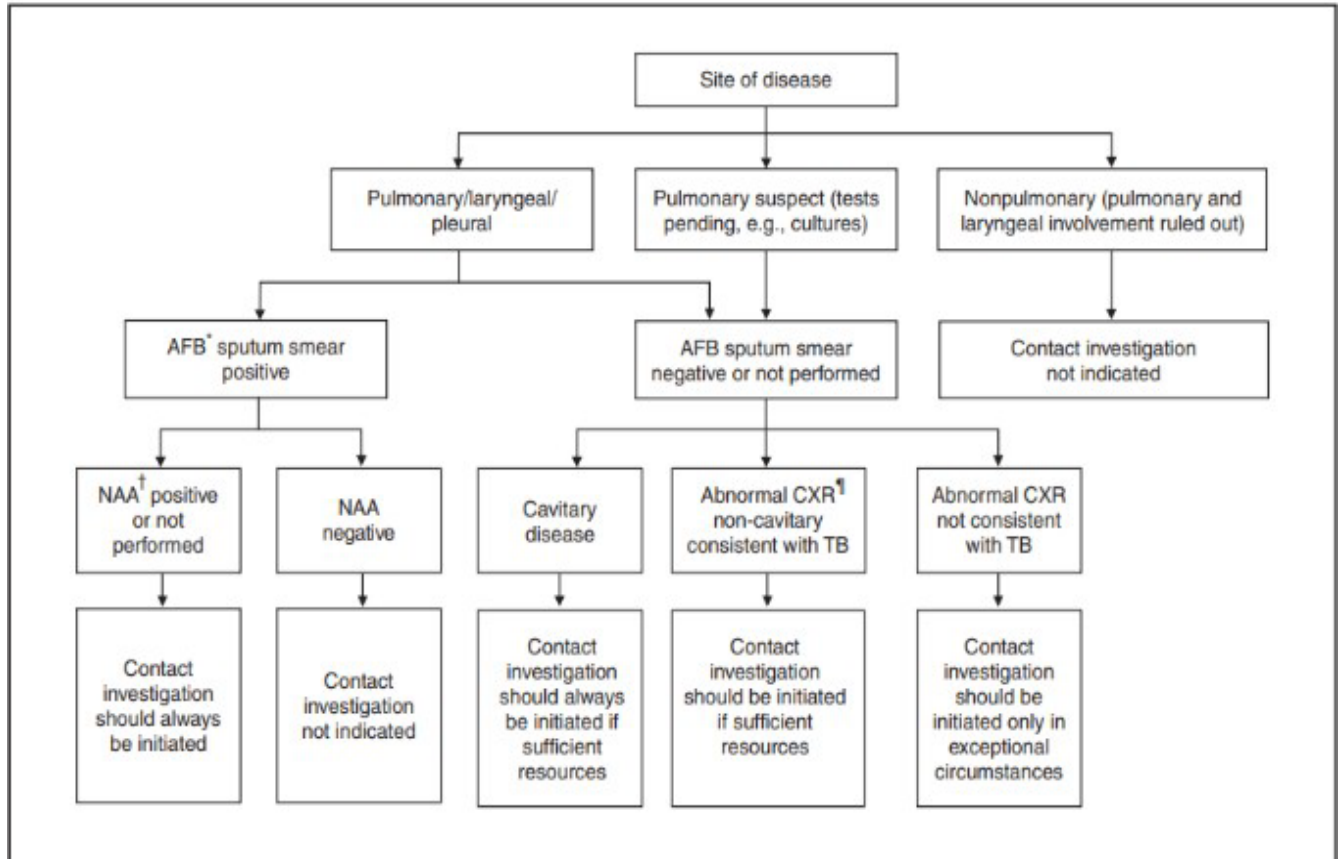 Site of disease
Pulmonary/laryngeal/
pleural
Pulmonary suspect (tests
pending, e.g., cultures)
Nonpulmonary (pulmonary and
laryngeal involvement ruled out)
AFB* sputum smear
positive
AFB sputum smear
negative or not performed
Contact investigation
not indicated
NAA† positive
or not
performed
NAA
negative
Cavitary
disease
Abnormal CXR¶
non-cavitary
consistent with TB
Abnormal CXR
not consistent
with TB
Contact
investigation
should always
be initiated
Contact
investigation
not indicated
Contact
investigation
should always
be initiated if
sufficient
resources
Contact
investigation
should be initiated
if sufficient
resources
Contact
investigation
should be
initiated only in
exceptional
circumstances